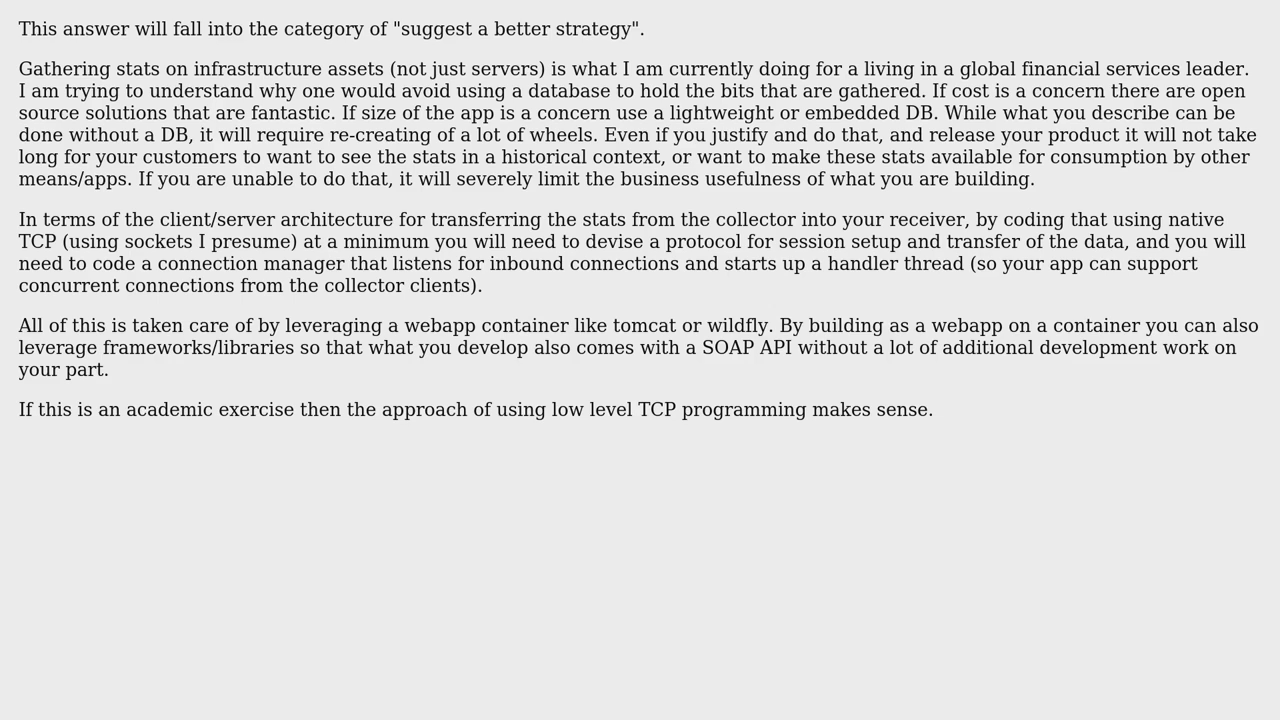 This answer will fall into the category of "suggest a better strategy".
Gathering stats on infrastructure assets (not just servers) is what I am currently doing for a living in a global financial services leader.
I am trying to understand why one would avoid using a database to hold the bits that are gathered. If cost is a concern there are open
source solutions that are fantastic. If size of the app is a concern use a lightweight or embedded DB. While what you describe can be
done without a DB, it will require re-creating of a lot of wheels. Even if you justify and do that, and release your product it will not take
long for your customers to want to see the stats in a historical context, or want to make these stats available for consumption by other
means/apps. If you are unable to do that, it will severely limit the business usefulness of what you are building.
In terms of the client/server architecture for transferring the stats from the collector into your receiver, by coding that using native
TCP (using sockets I presume) at a minimum you will need to devise a protocol for session setup and transfer of the data, and you will
need to code a connection manager that listens for inbound connections and starts up a handler thread (so your app can support
concurrent connections from the collector clients).
All of this is taken care of by leveraging a webapp container like tomcat or wildfly. By building as a webapp on a container you can also
leverage frameworks/libraries so that what you develop also comes with a SOAP API without a lot of additional development work on
your part.
If this is an academic exercise then the approach of using low level TCP programming makes sense.